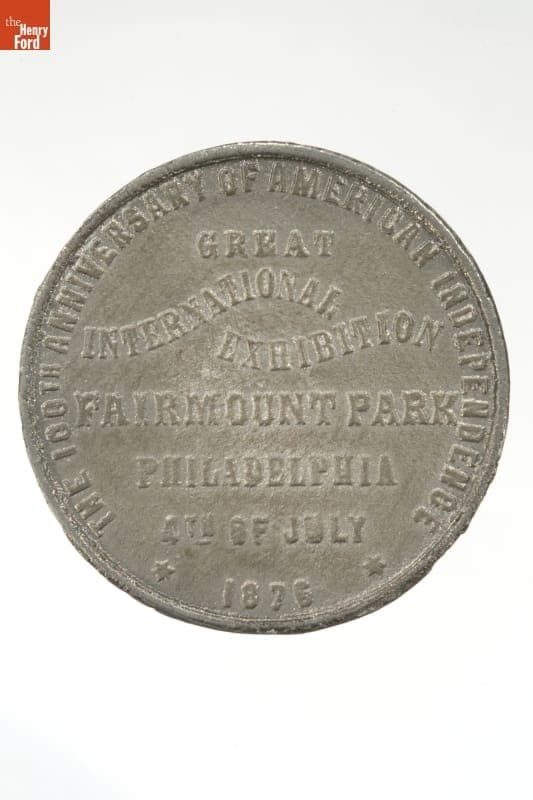 the
Henry
Ford
THE 100TH ANNIVERSARY OF AMERICAN INDEPENDENCE
GREAT
INTERNATIONAL
EXHIBITION
FAIRMOUNT PARK
PHILADELPHIA
4TH OF JULY
1876